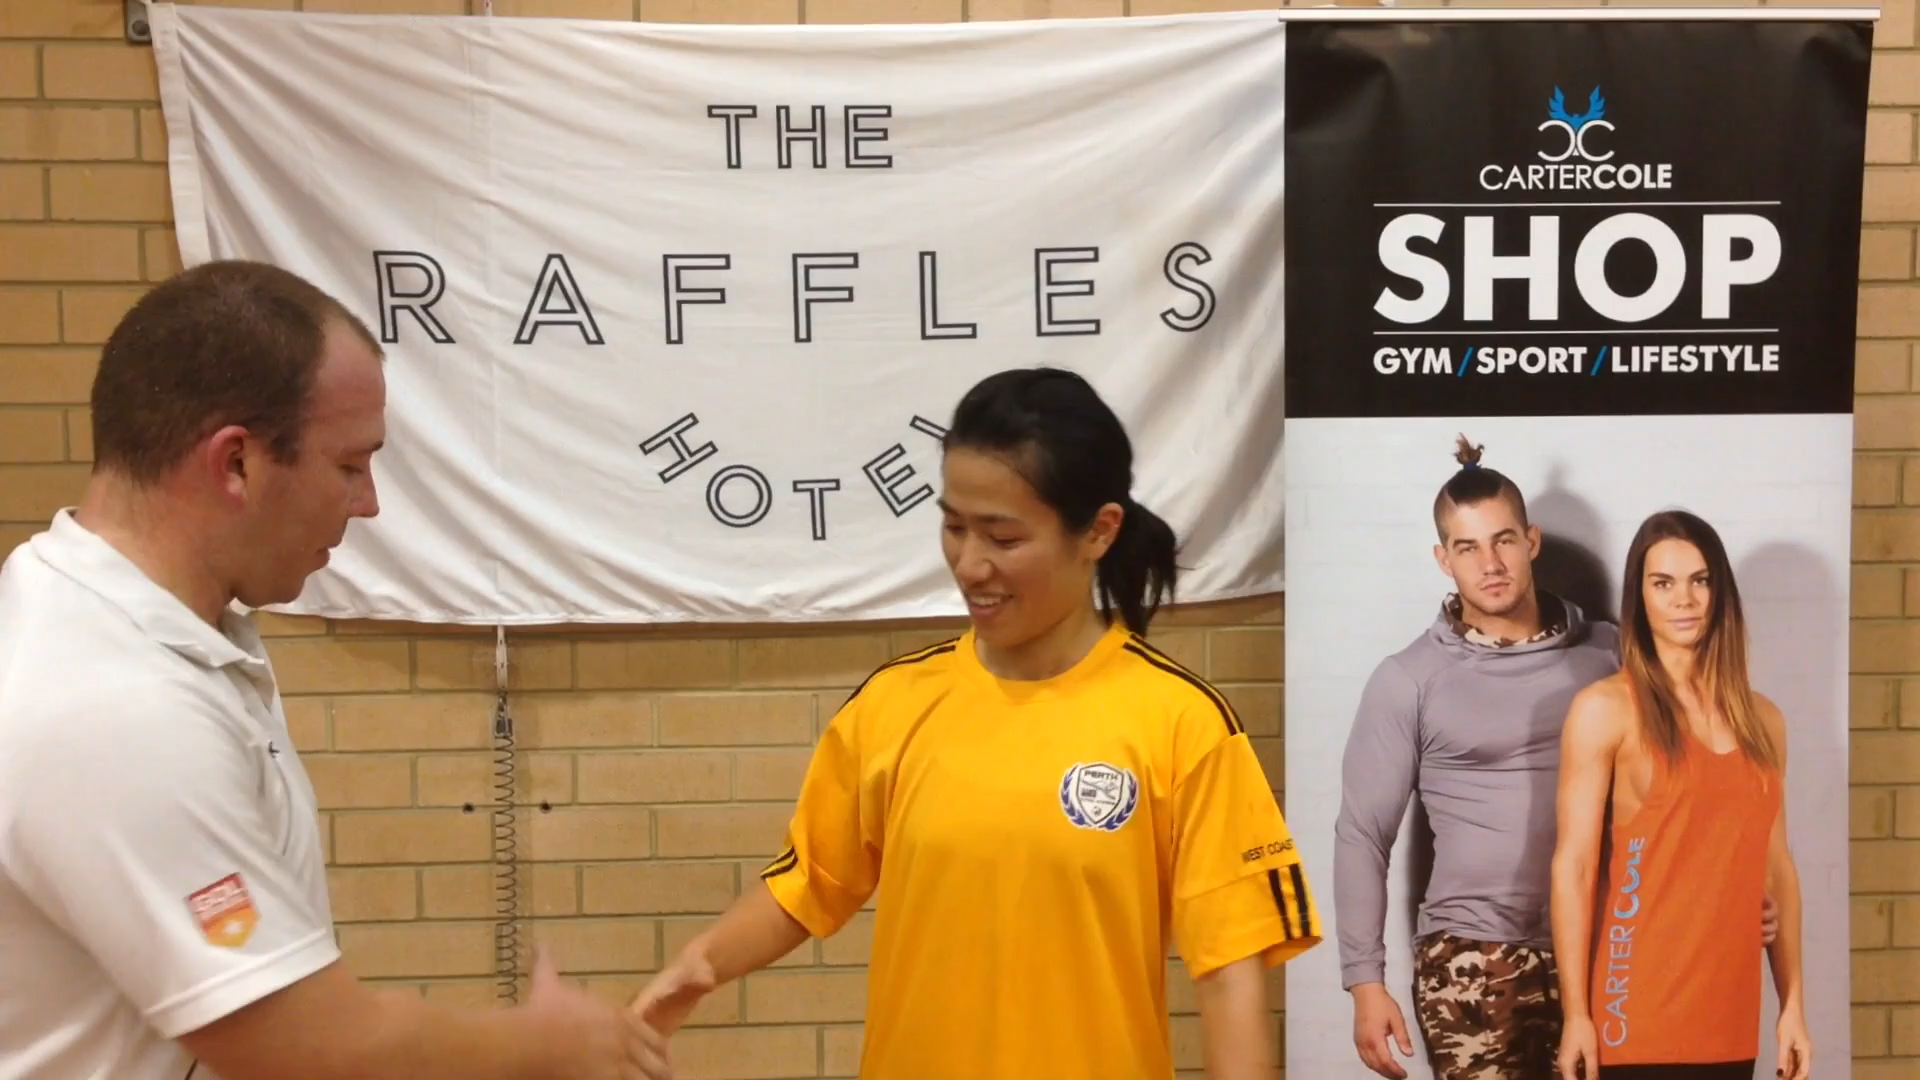 THE
RAFFLES
HOTEL
CARTERCOLE
SHOP
GYM/SPORT/LIFESTYLE
PERTH
WEST COAST
CARTER COLE